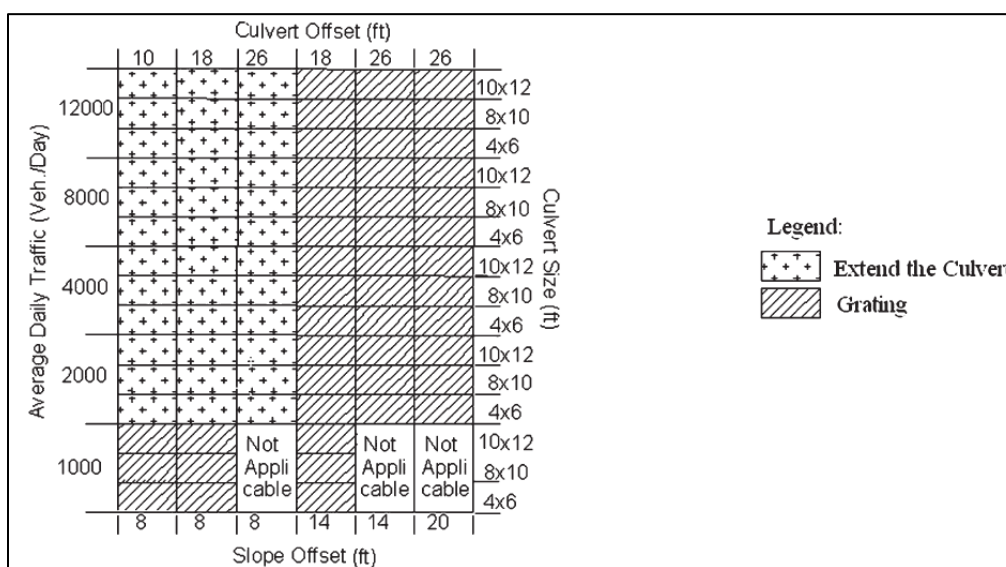 Culvert Offset (ft)
10 18 26 18 26 26
Average Daily Traffic (Veh./Day)
12000
10x12
8x10
4x6
8000
10x12
8x10
4x6
4000
10x12
8x10
4x6
2000
10x12
8x10
4x6
1000
10x12
8x10
4x6
Not
Appli
cable
Not
Appli
cable
Not
Appli
cable
Culvert Size (ft)
8 8 8 14 14 20
Slope Offset (ft)
Legend:
Extend the Culvert
Grating